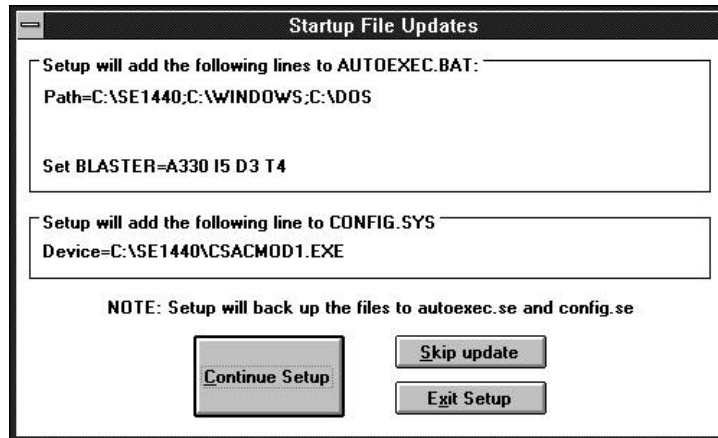 Startup File Updates
Setup will add the following lines to AUTOEXEC.BAT:
Path=C:\SE1440;C:\WINDOWS;C:\DOS
Set BLASTER=A330 I5 D3 T4
Setup will add the following line to CONFIG.SYS
Device=C:\SE1440\CSACMOD1.EXE
NOTE: Setup will back up the files to autoexec.se and config.se
Continue Setup
Skip update
Exit Setup